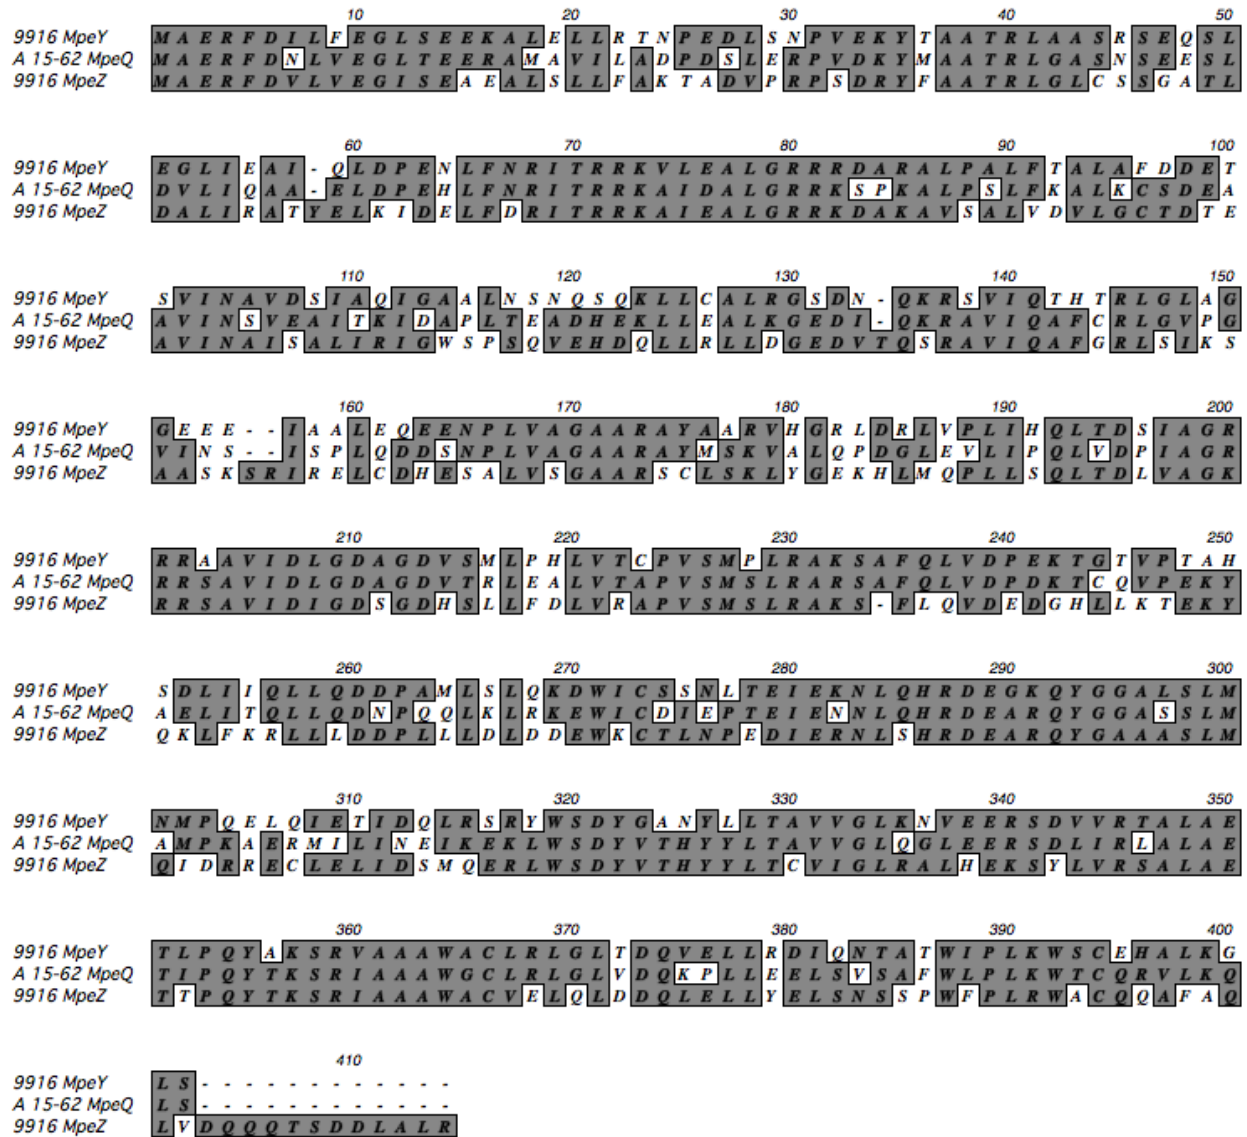 10 20 30 40 50
9916 MpeY M A E R F D I L F E G L S E E K A L E L L R T N P E D L S N P V E K Y T A A T R L A A S R S E Q S L
A 15-62 MpeQ M A E R F D N L V E G L T E E R A M A V I L A D P D S L E R P V D K Y M A A T R L G A S N S E E S L
9916 MpeZ M A E R F D V L V E G I S E A E A L S L L F A K T A D V P R P S D R Y F A A T R L G L C S S G A T L
60 70 80 90 100
9916 MpeY E G L I E A I - Q L D P E N L F N R I T R R K V L E A L G R R R D A R A L P A L F T A L A F D D E T
A 15-62 MpeQ D V L I Q A A - E L D P E H L F N R I T R R K A I D A L G R R K S P K A L P S L F K A L K C S D E A
9916 MpeZ D A L I R A T Y E L K I D E L F D R I T R R K A I E A L G R R K D A K A V S A L V D V L G C T D T E
110 120 130 140 150
9916 MpeY S V I N A V D S I A Q I G A A L N S N Q S Q K L L C A L R G S D N - Q K R S V I Q T H T R L G L A G
A 15-62 MpeQ A V I N S V E A I T K I D A P L T E A D H E K L L E A L K G E D I - Q K R A V I Q A F C R L G V P G
9916 MpeZ A V I N A I S A L I R I G W S P S Q V E H D Q L L R L L D G E D V T Q S R A V I Q A F G R L S I K S
160 170 180 190 200
9916 MpeY G E E E - - I A A L E Q E E N P L V A G A A R A Y A A R V H G R L D R L V P L I H Q L T D S I A G R
A 15-62 MpeQ V I N S - - I S P L Q D D S N P L V A G A A R A Y M S K V A L Q P D G L E V L I P Q L V D P I A G R
9916 MpeZ A A S K S R I R E L C D H E S A L V S G A A R S C L S K L Y G E K H L M Q P L L S Q L T D L V A G K
210 220 230 240 250
9916 MpeY R R A A V I D L G D A G D V S M L P H L V T C P V S M P L R A K S A F Q L V D P E K T G T V P T A H
A 15-62 MpeQ R R S A V I D L G D A G D V T R L E A L V T A P V S M S L R A R S A F Q L V D P D K T C Q V P E K Y
9916 MpeZ R R S A V I D I G D S G D H S L L F D L V R A P V S M S L R A K S - F L Q V D E D G H L L K T E K Y
260 270 280 290 300
9916 MpeY S D L I I Q L L Q D D P A M L S L Q K D W I C S S N L T E I E K N L Q H R D E G K Q Y G G A L S L M
A 15-62 MpeQ A E L I T Q L L Q D N P Q Q L K L R K E W I C D I E P T E I E N N L Q H R D E A R Q Y G G A S S L M
9916 MpeZ Q K L F K R L L L D D P L L L D L D D E W K C T L N P E D I E R N L S H R D E A R Q Y G A A A S L M
310 320 330 340 350
9916 MpeY N M P Q E L Q I E T I D Q L R S R Y W S D Y G A N Y L L T A V V G L K N V E E R S D V V R T A L A E
A 15-62 MpeQ A M P K A E R M I L I N E I K E K L W S D Y V T H Y Y L T A V V G L Q G L E E R S D L I R L A L A E
9916 MpeZ Q I D R R E C L E L I D S M Q E R L W S D Y V T H Y Y L T C V I G L R A L H E K S Y L V R S A L A E
360 370 380 390 400
9916 MpeY T L P Q Y A K S R V A A A W A C L R L G L T D Q V E L L R D I Q N T A T W I P L K W S C E H A L K G
A 15-62 MpeQ T I P Q Y T K S R I A A A W G C L R L G L V D Q K P L L E E L S V S A F W L P L K W T C Q R V L K Q
9916 MpeZ T T P Q Y T K S R I A A A W A C V E L Q L D D Q L E L L Y E L S N S S P W F P L R W A C Q Q A F A Q
410
9916 MpeY L S - - - - - - - - - - - -
A 15-62 MpeQ L S - - - - - - - - - - - -
9916 MpeZ L V D Q Q Q T S D D L A L R